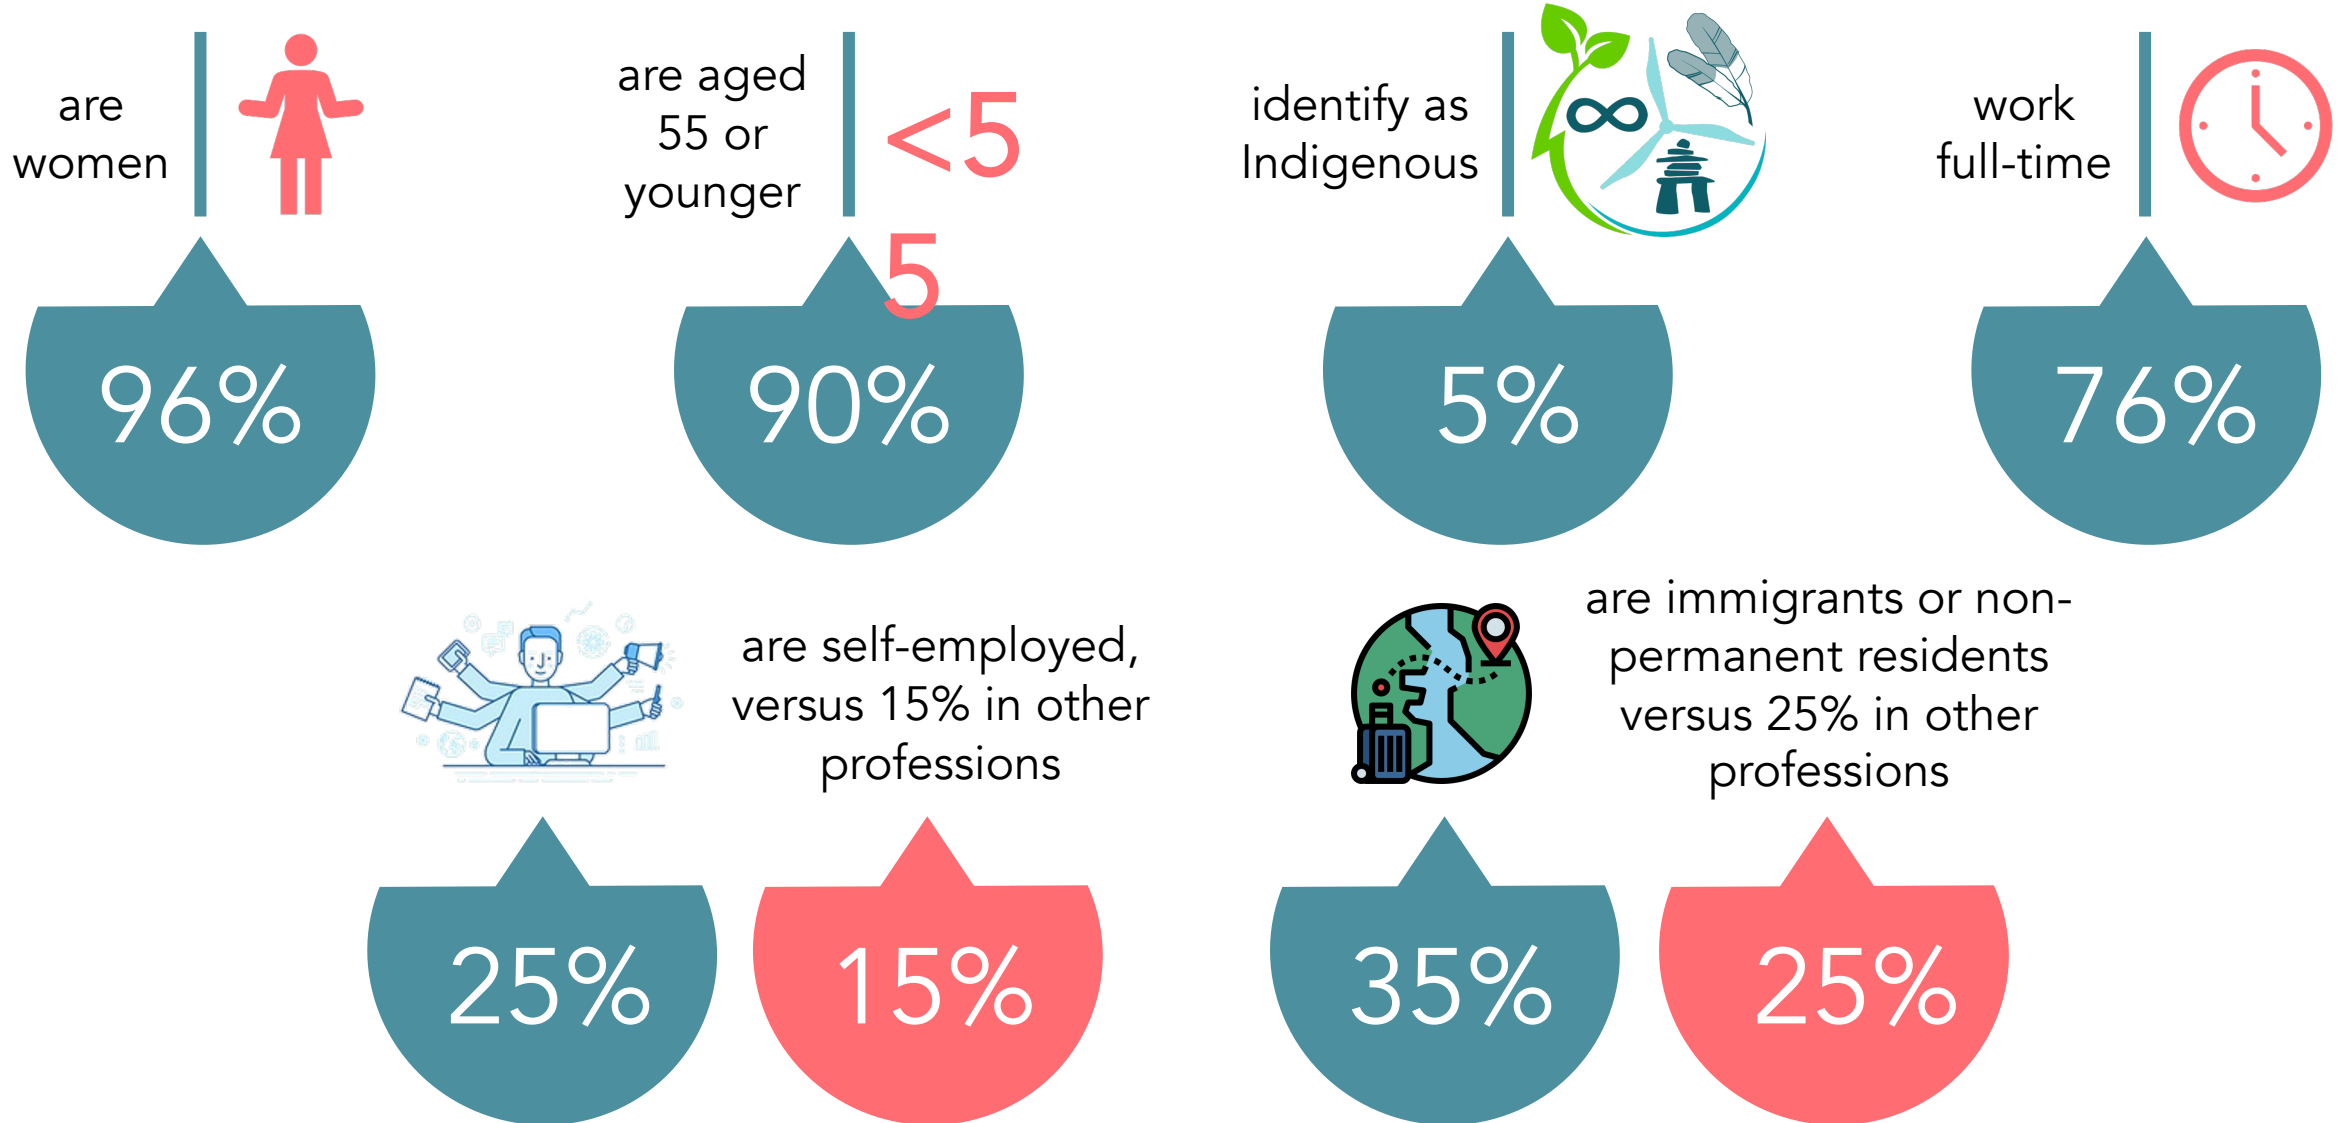 are
women
96%
are aged
55 or
younger
<5
5
90%
identify as
Indigenous
5%
work
full-time
76%
25%
are self-employed,
versus 15% in other
professions
15%
35%
are immigrants or non-
permanent residents
versus 25% in other
professions
25%